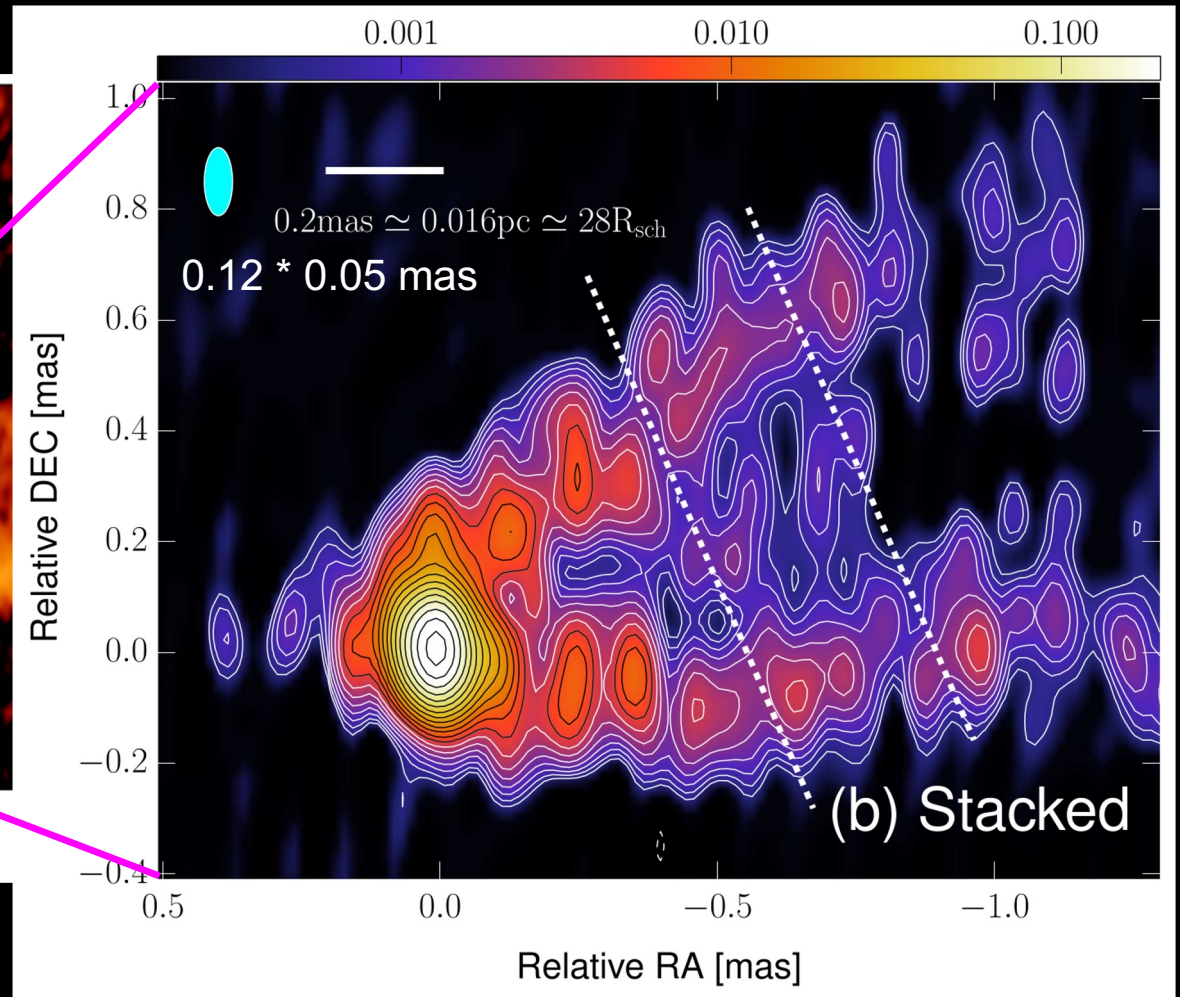 0.001 0.010 0.100
1.0
0.8
0.6
0.4
0.2
0.0
−0.2
−0.4
Relative DEC [mas]
0.2mas ≃ 0.016pc ≃ 28R_sch
0.12 * 0.05 mas
(b) Stacked
0.5 0.0 −0.5 −1.0
Relative RA [mas]